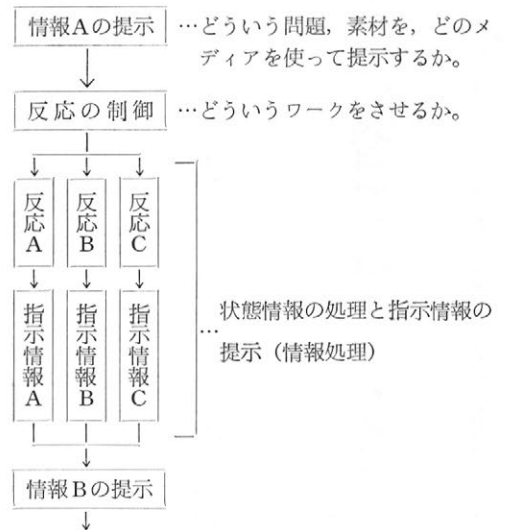 情報Aの提示 …どういう問題，素材を，どのメ
ディアを使って提示するか。
反応の制御 …どういうワークをさせるか。
反応A 反応B 反応C
指示情報A 指示情報B 指示情報C
…状態情報の処理と指示情報の
提示（情報処理）
情報Bの提示